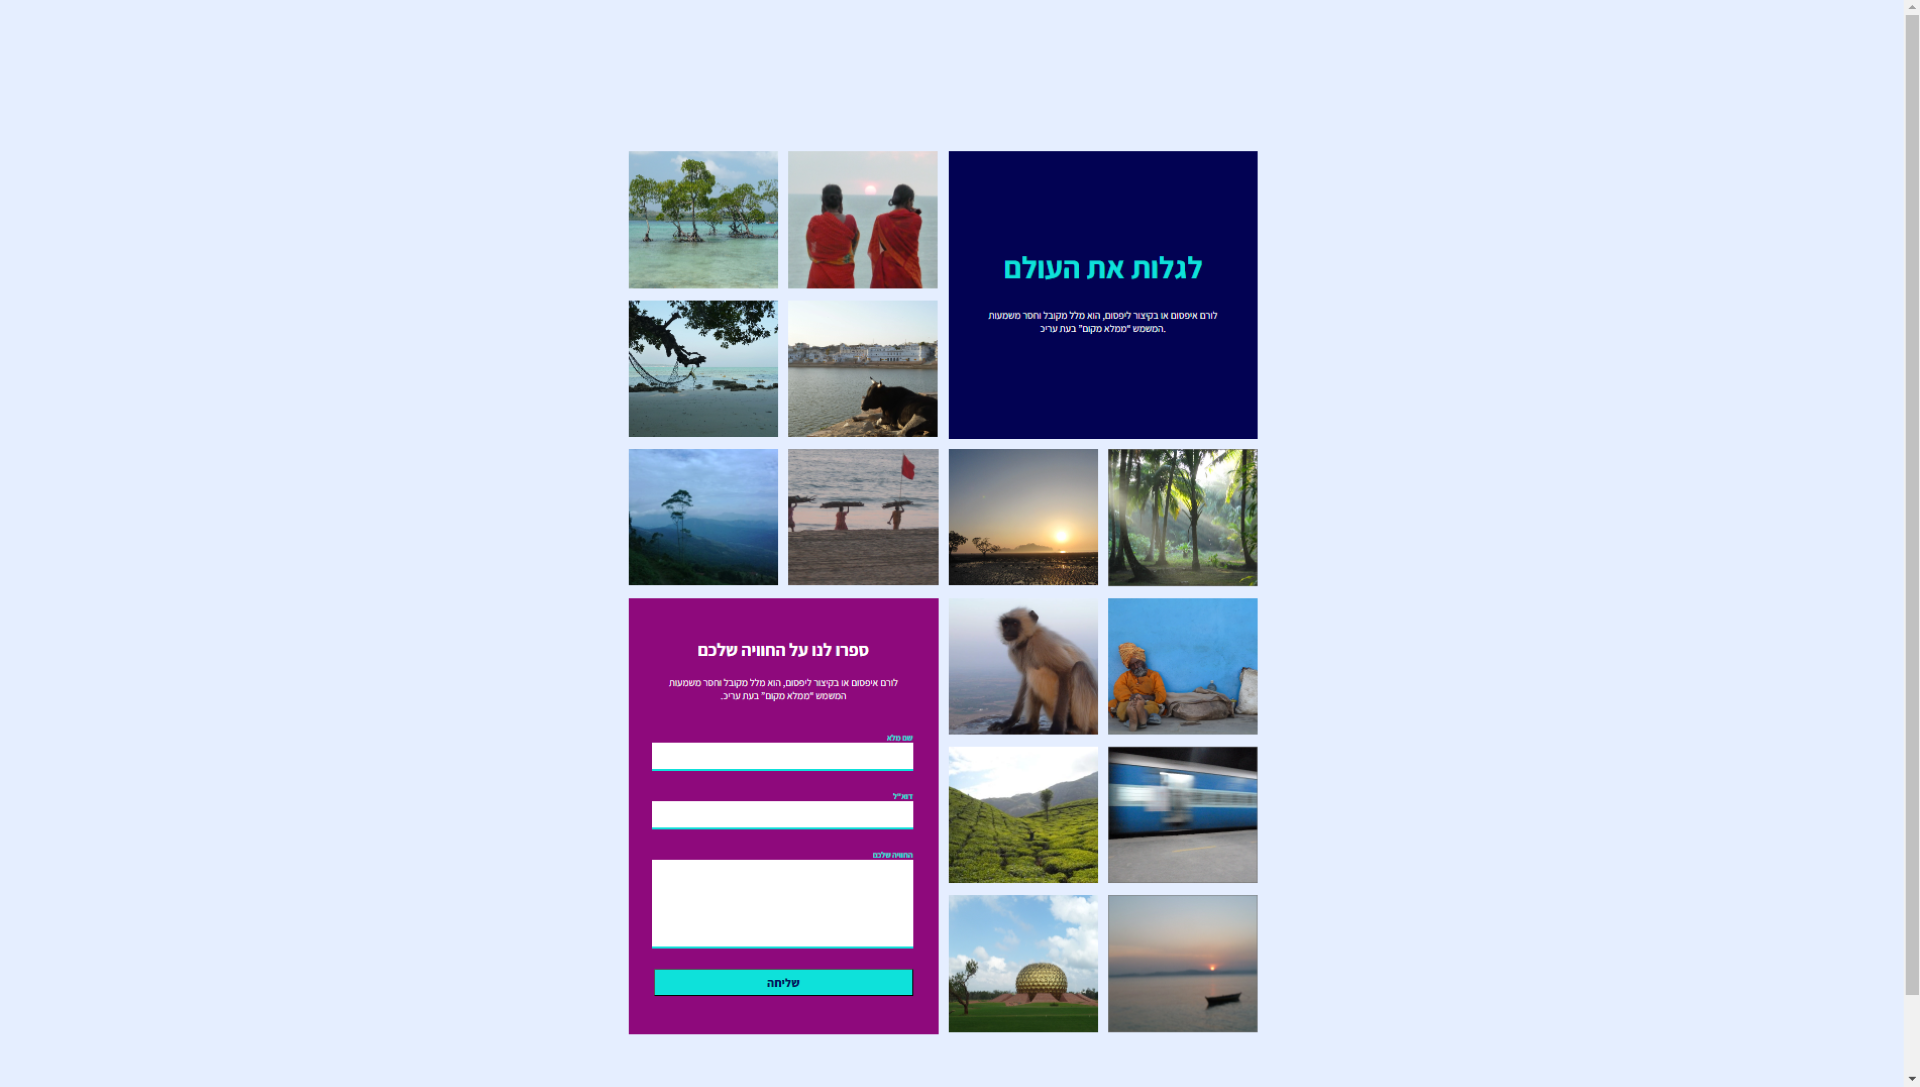 לגלות את העולם
לורם איפסום או בקיצור ליפסום, הוא מלל מקובל וחסר משמעות
המשמש "ממלא מקום" בעת עריכ.
ספרו לנו על החוויה שלכם
לורם איפסום או בקיצור ליפסום, הוא מלל מקובל וחסר משמעות
המשמש "ממלא מקום" בעת עריכ.
שם מלא
דוא"ל
החוויה שלכם
שליחה